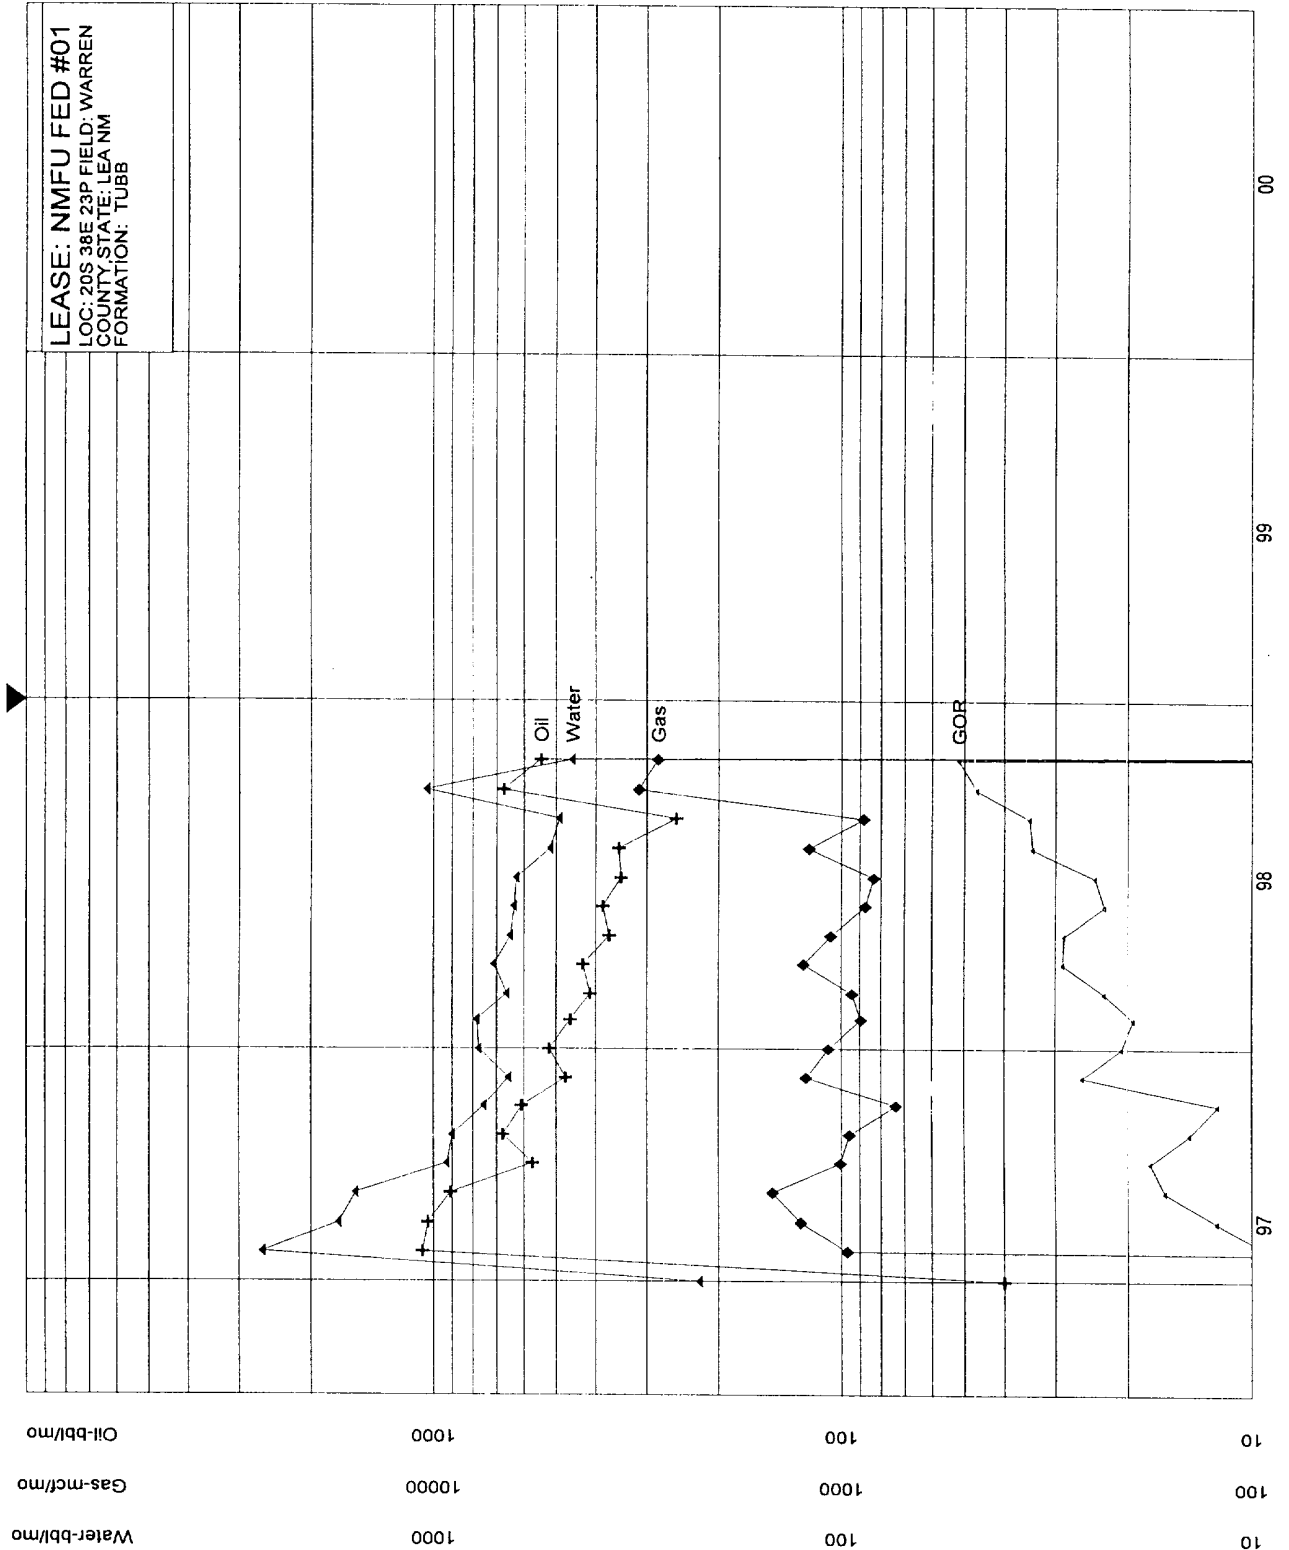 LEASE: NMFU FED #01
LOC: 20S 38E 23P FIELD: WARREN
COUNTY,STATE: LEA NM
FORMATION: TUBB
Oil
Water
Gas
GOR
97
98
99
00
Oil-bbl/mo
1000
100
10
Gas-mcf/mo
10000
1000
100
Water-bbl/mo
1000
100
10